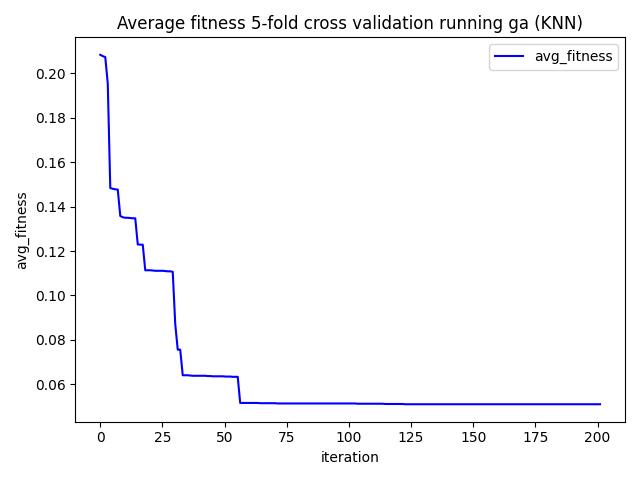 Average fitness 5-fold cross validation running ga (KNN)
avg_fitness
0.20
0.18
0.16
0.14
0.12
0.10
0.08
0.06
avg_fitness
0 25 50 75 100 125 150 175 200
iteration